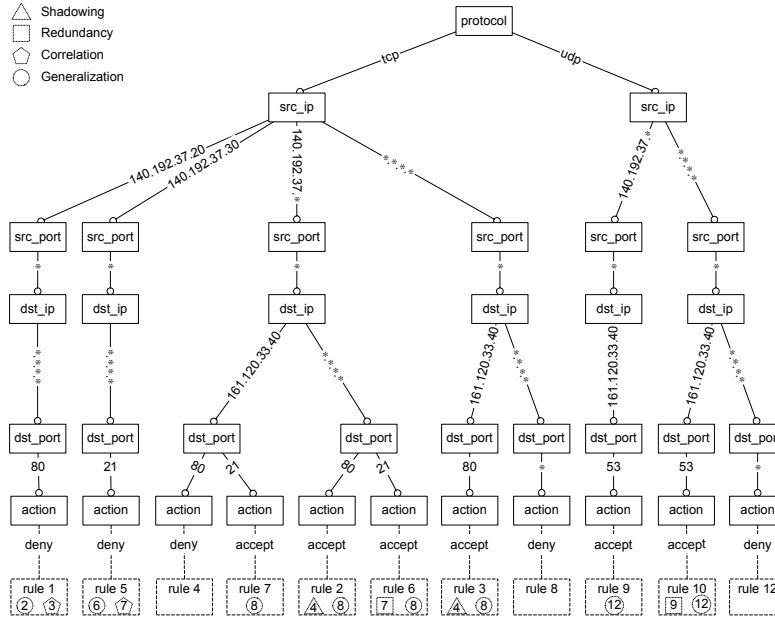 Shadowing
Redundancy
Correlation
Generalization
protocol
tcp
udp
src_ip
src_ip
140.192.37.20
140.192.37.30
140.192.37.*
*.*.*.*
140.192.37.*
*.*.*.*
src_port
src_port
src_port
src_port
src_port
src_port
*
*
*
*
*
*
dst_ip
dst_ip
dst_ip
dst_ip
dst_ip
dst_ip
*.*.*.*
*.*.*.*
161.120.33.40
*.*.*.*
161.120.33.40
*.*.*.*
161.120.33.40
161.120.33.40
*.*.*.*
dst_port
dst_port
dst_port
dst_port
dst_port
dst_port
dst_port
dst_port
dst_port
80
21
80
21
80
21
80
*
53
53
*
action
action
action
action
action
action
action
action
action
action
action
deny
deny
deny
accept
accept
accept
accept
deny
accept
accept
deny
rule 1
rule 5
rule 4
rule 7
rule 2
rule 6
rule 3
rule 8
rule 9
rule 10
rule 12
2 3
6 7
8
4 8
7 8
4 8
12
9 12